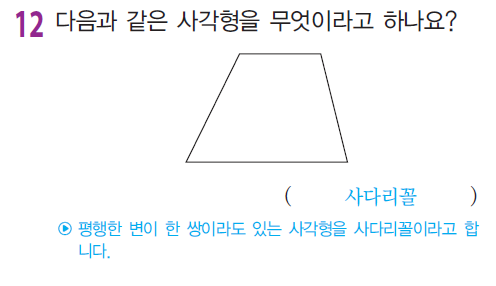 12 다음과 같은 사각형을 무엇이라고 하나요?
( 사다리꼴 )
평행한 변이 한 쌍이라도 있는 사각형을 사다리꼴이라고 합
니다.